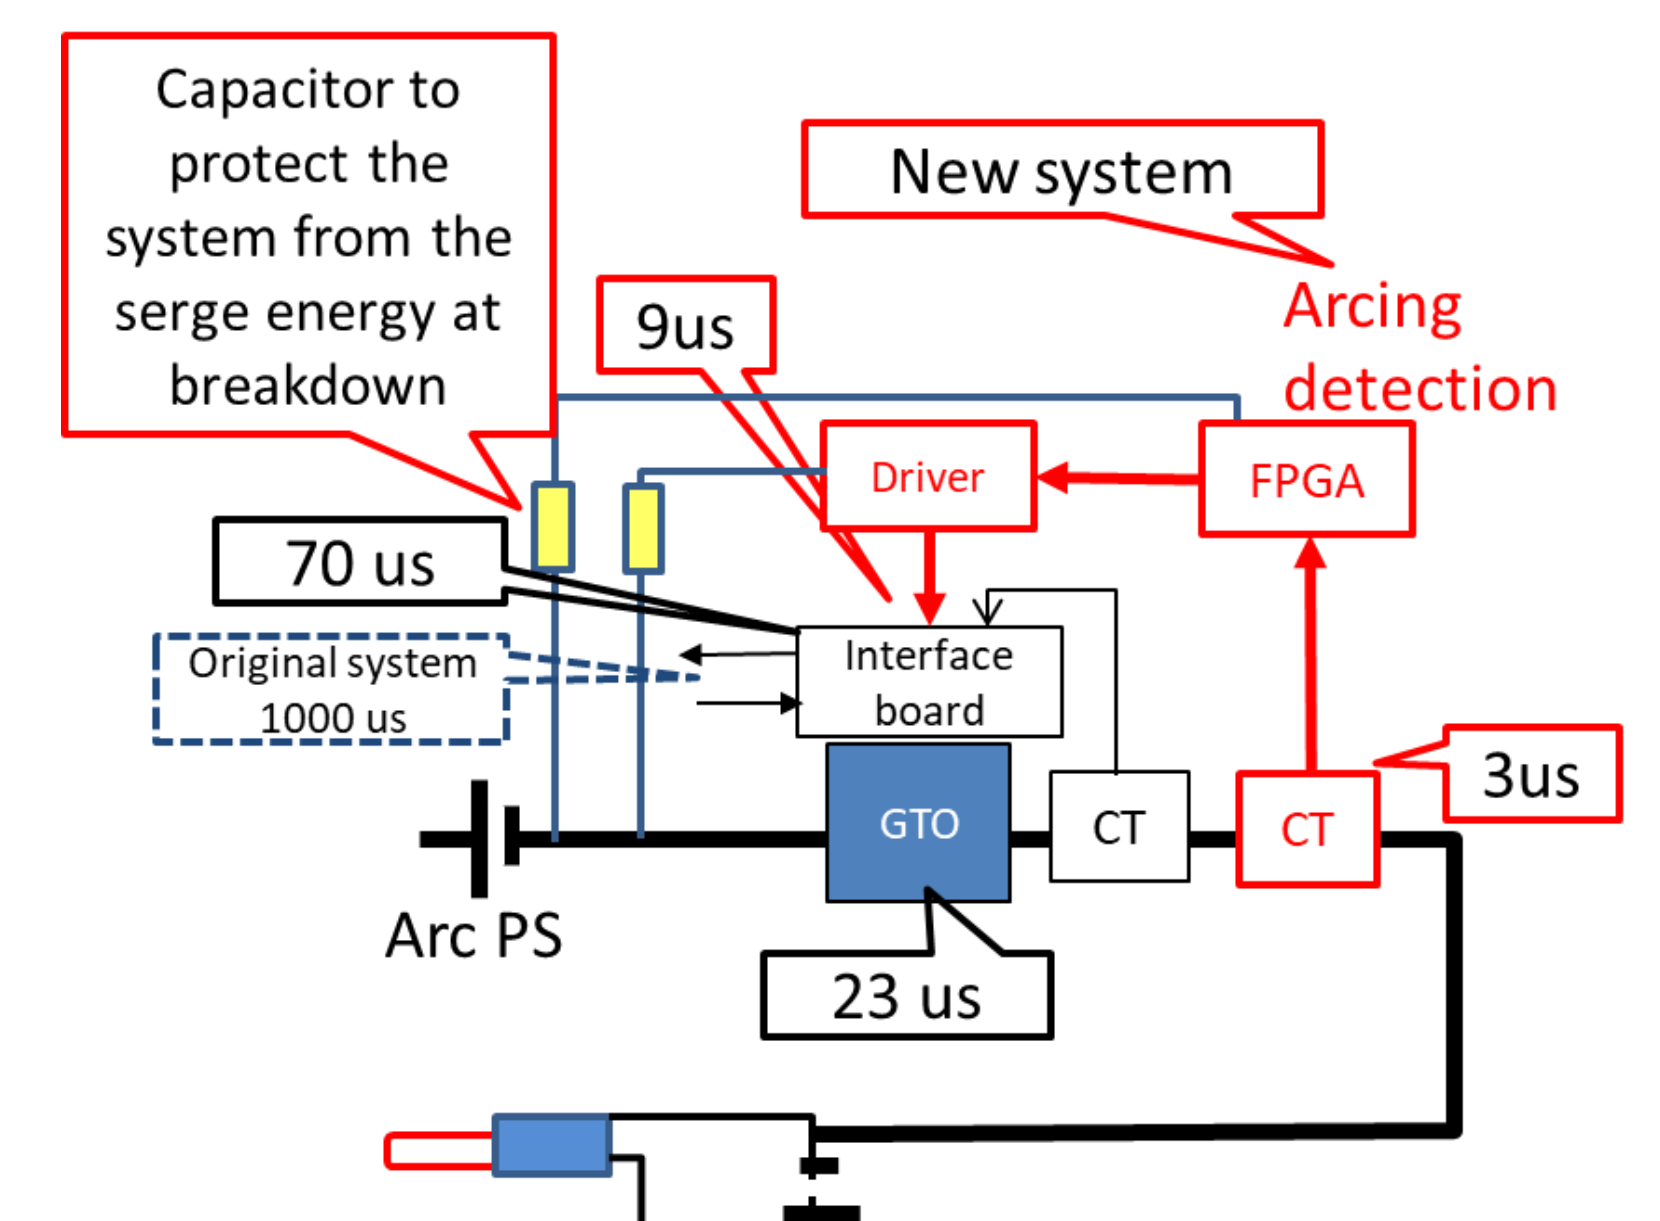 Capacitor to
protect the
system from the
serge energy at
breakdown
New system
9us
Arcing
detection
Driver
FPGA
70 us
Original system
1000 us
Interface
board
3us
GTO
CT
CT
Arc PS
23 us